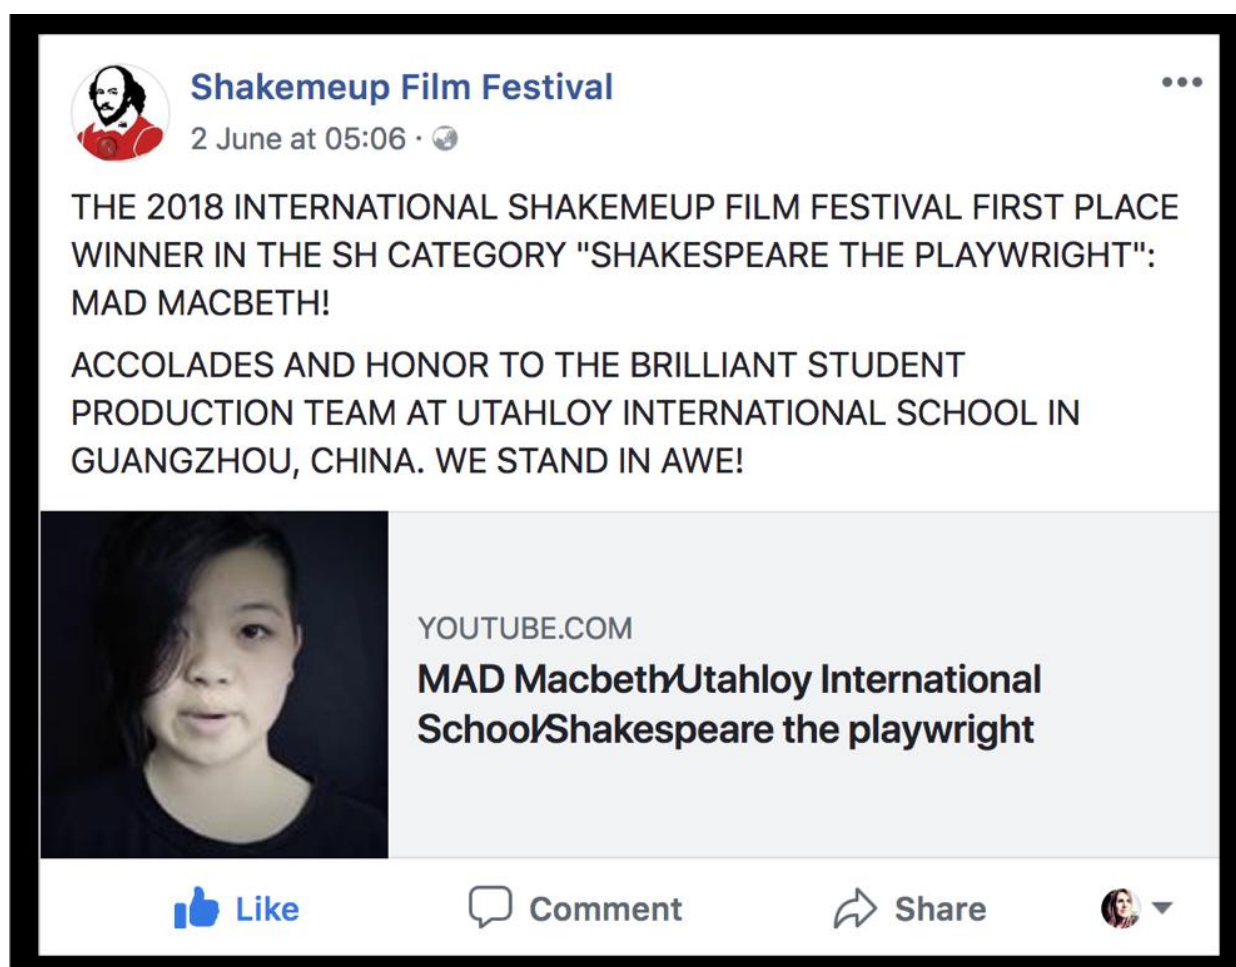 Shakemeup Film Festival
2 June at 05:06 ·
THE 2018 INTERNATIONAL SHAKEMEUP FILM FESTIVAL FIRST PLACE
WINNER IN THE SH CATEGORY "SHAKESPEARE THE PLAYWRIGHT":
MAD MACBETH!
ACCOLADES AND HONOR TO THE BRILLIANT STUDENT
PRODUCTION TEAM AT UTAHLOY INTERNATIONAL SCHOOL IN
GUANGZHOU, CHINA. WE STAND IN AWE!
YOUTUBE.COM
MAD Macbeth/Utahloy International
School/Shakespeare the playwright
Like
Comment
Share